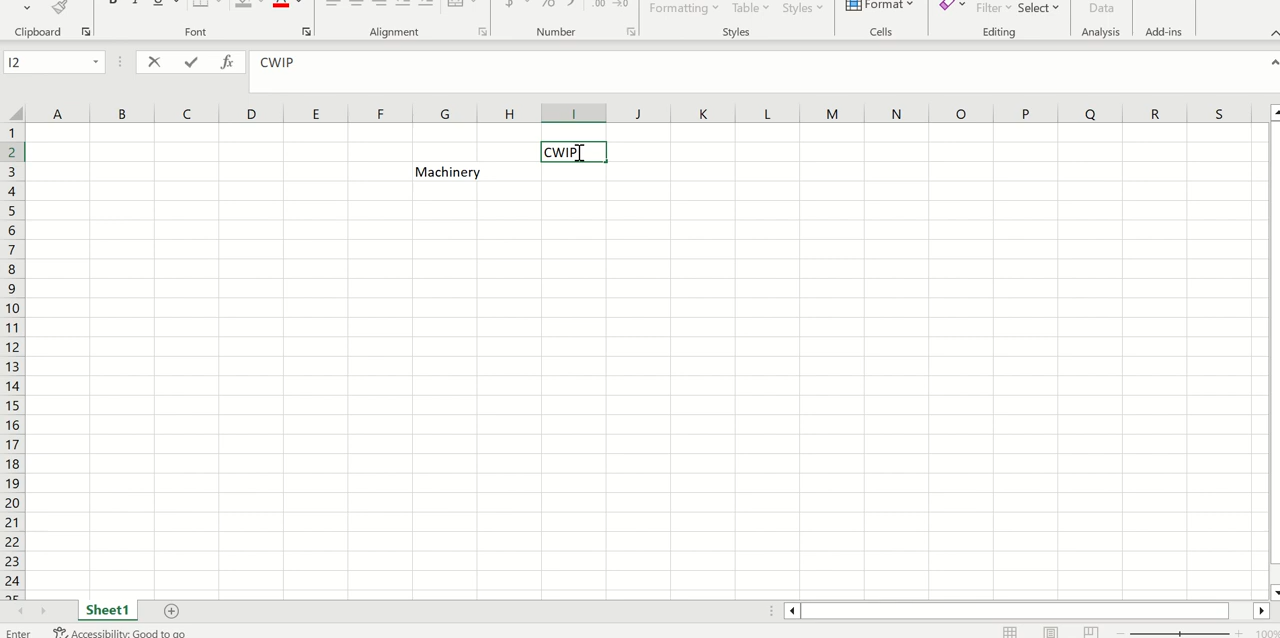 Formatting Table Styles Format Filter Select Data
Clipboard Font Alignment Number Styles Cells Editing Analysis Add-ins
I2 fx CWIP
A B C D E F G H I J K L M N O P Q R S
1
2 CWIP
3 Machinery
4
5
6
7
8
9
10
11
12
13
14
15
16
17
18
19
20
21
22
23
24
25
Sheet1
Enter Accessibility: Good to go 100%